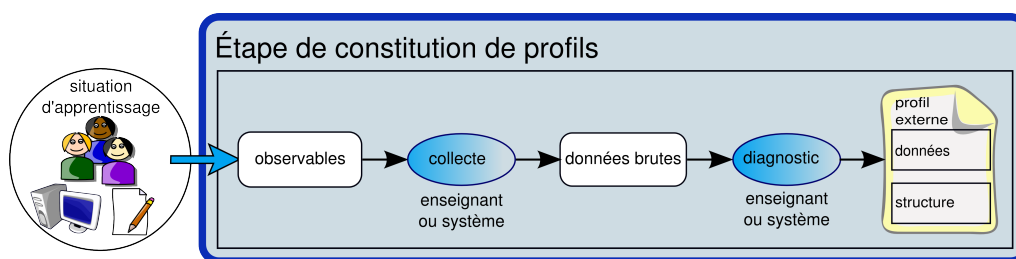 Étape de constitution de profils
situation
d'apprentissage
observables
collecte
enseignant
ou système
données brutes
diagnostic
enseignant
ou système
profil
externe
données
structure